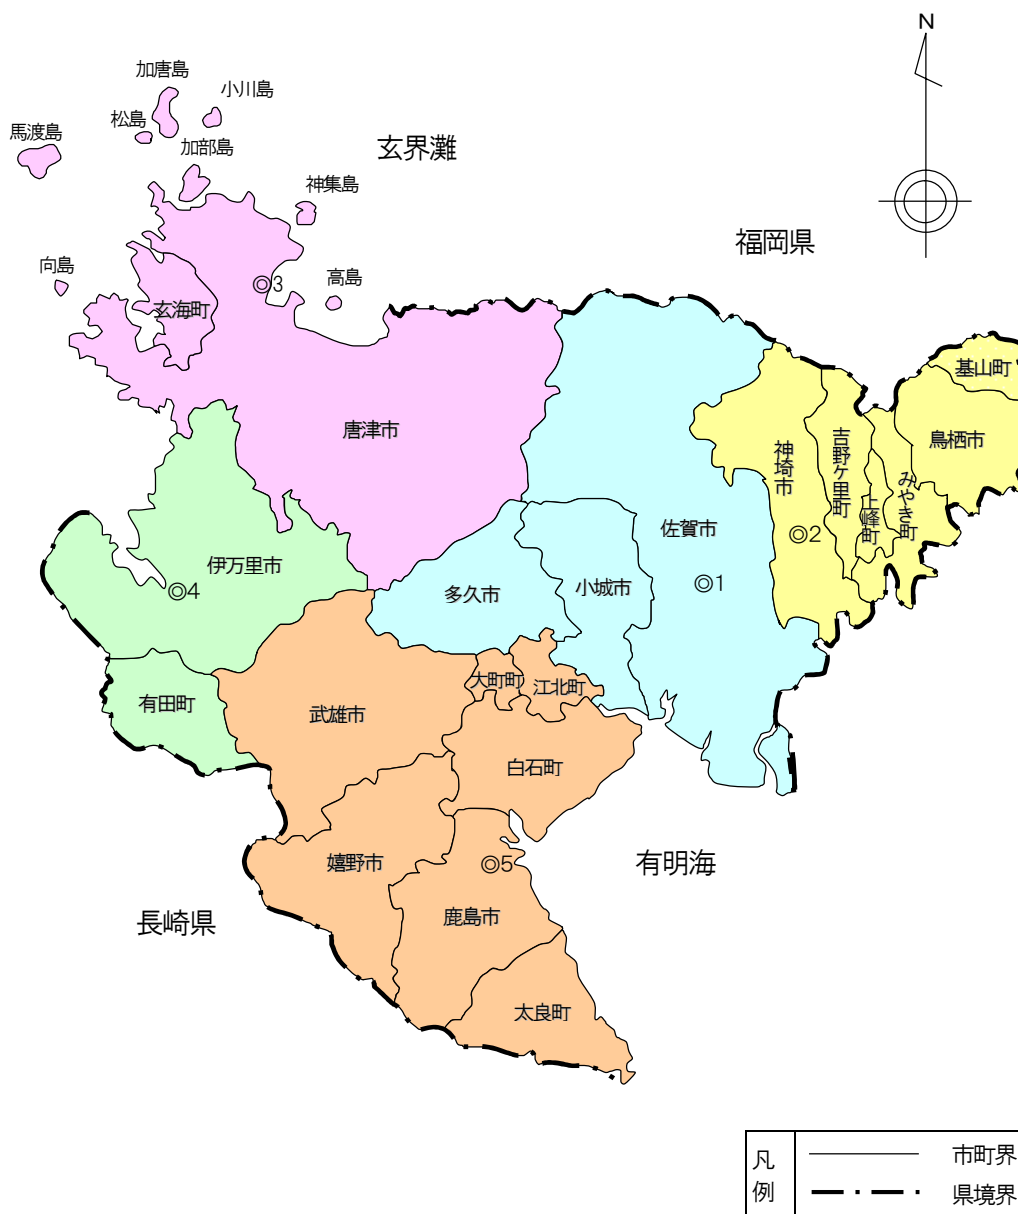 N
加唐島
小川島
松島
馬渡島
加部島
玄界灘
神集島
福岡県
向島
高島
◎3
玄海町
基山町
唐津市
吉野ヶ里町
鳥栖市
神埼市
みやき町
上峰町
佐賀市
◎2
伊万里市
◎4
多久市
小城市
◎1
大町町
江北町
有田町
武雄市
白石町
嬉野市
◎5
有明海
長崎県
鹿島市
太良町
凡例
市町界
県境界